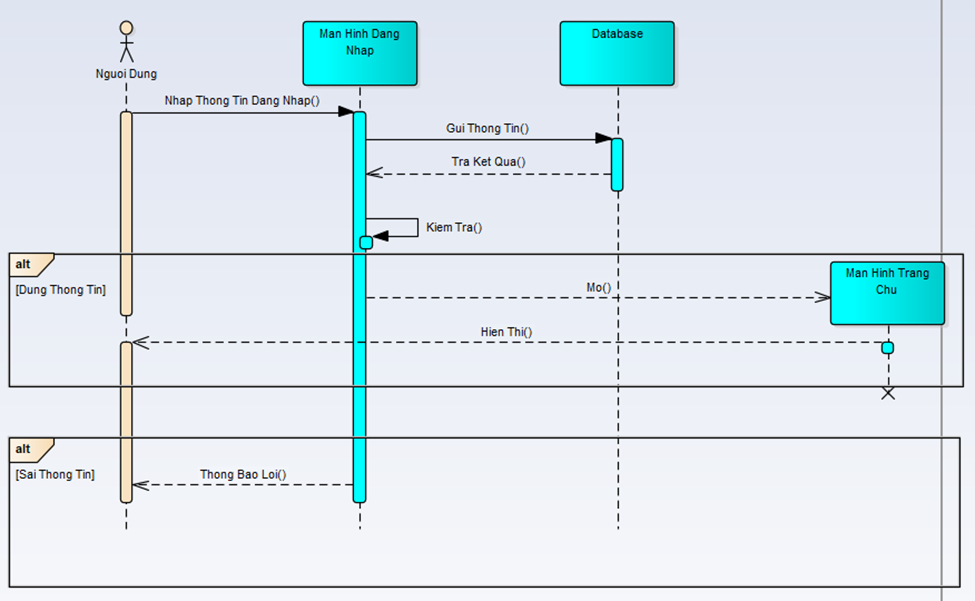 Man Hinh Dang
Nhap
Database
Nguoi Dung
Nhap Thong Tin Dang Nhap()
Gui Thong Tin()
Tra Ket Qua()
Kiem Tra()
alt
[Dung Thong Tin]
Man Hinh Trang
Chu
Mo()
Hien Thi()
alt
[Sai Thong Tin]
Thong Bao Loi()